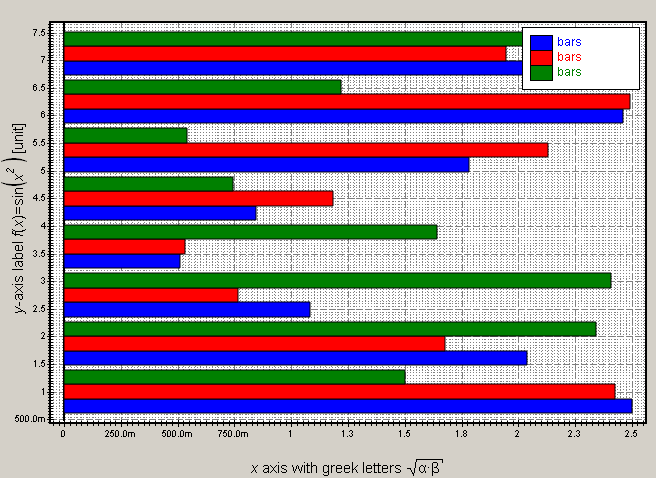 7.5
7
6.5
6
5.5
5
4.5
4
3.5
3
2.5
2
1.5
1
500.0m
y-axis label f(x)=sin(x²) [unit]
bars
bars
bars
0 250.0m 500.0m 750.0m 1 1.3 1.5 1.8 2 2.3 2.5
x axis with greek letters √α·β